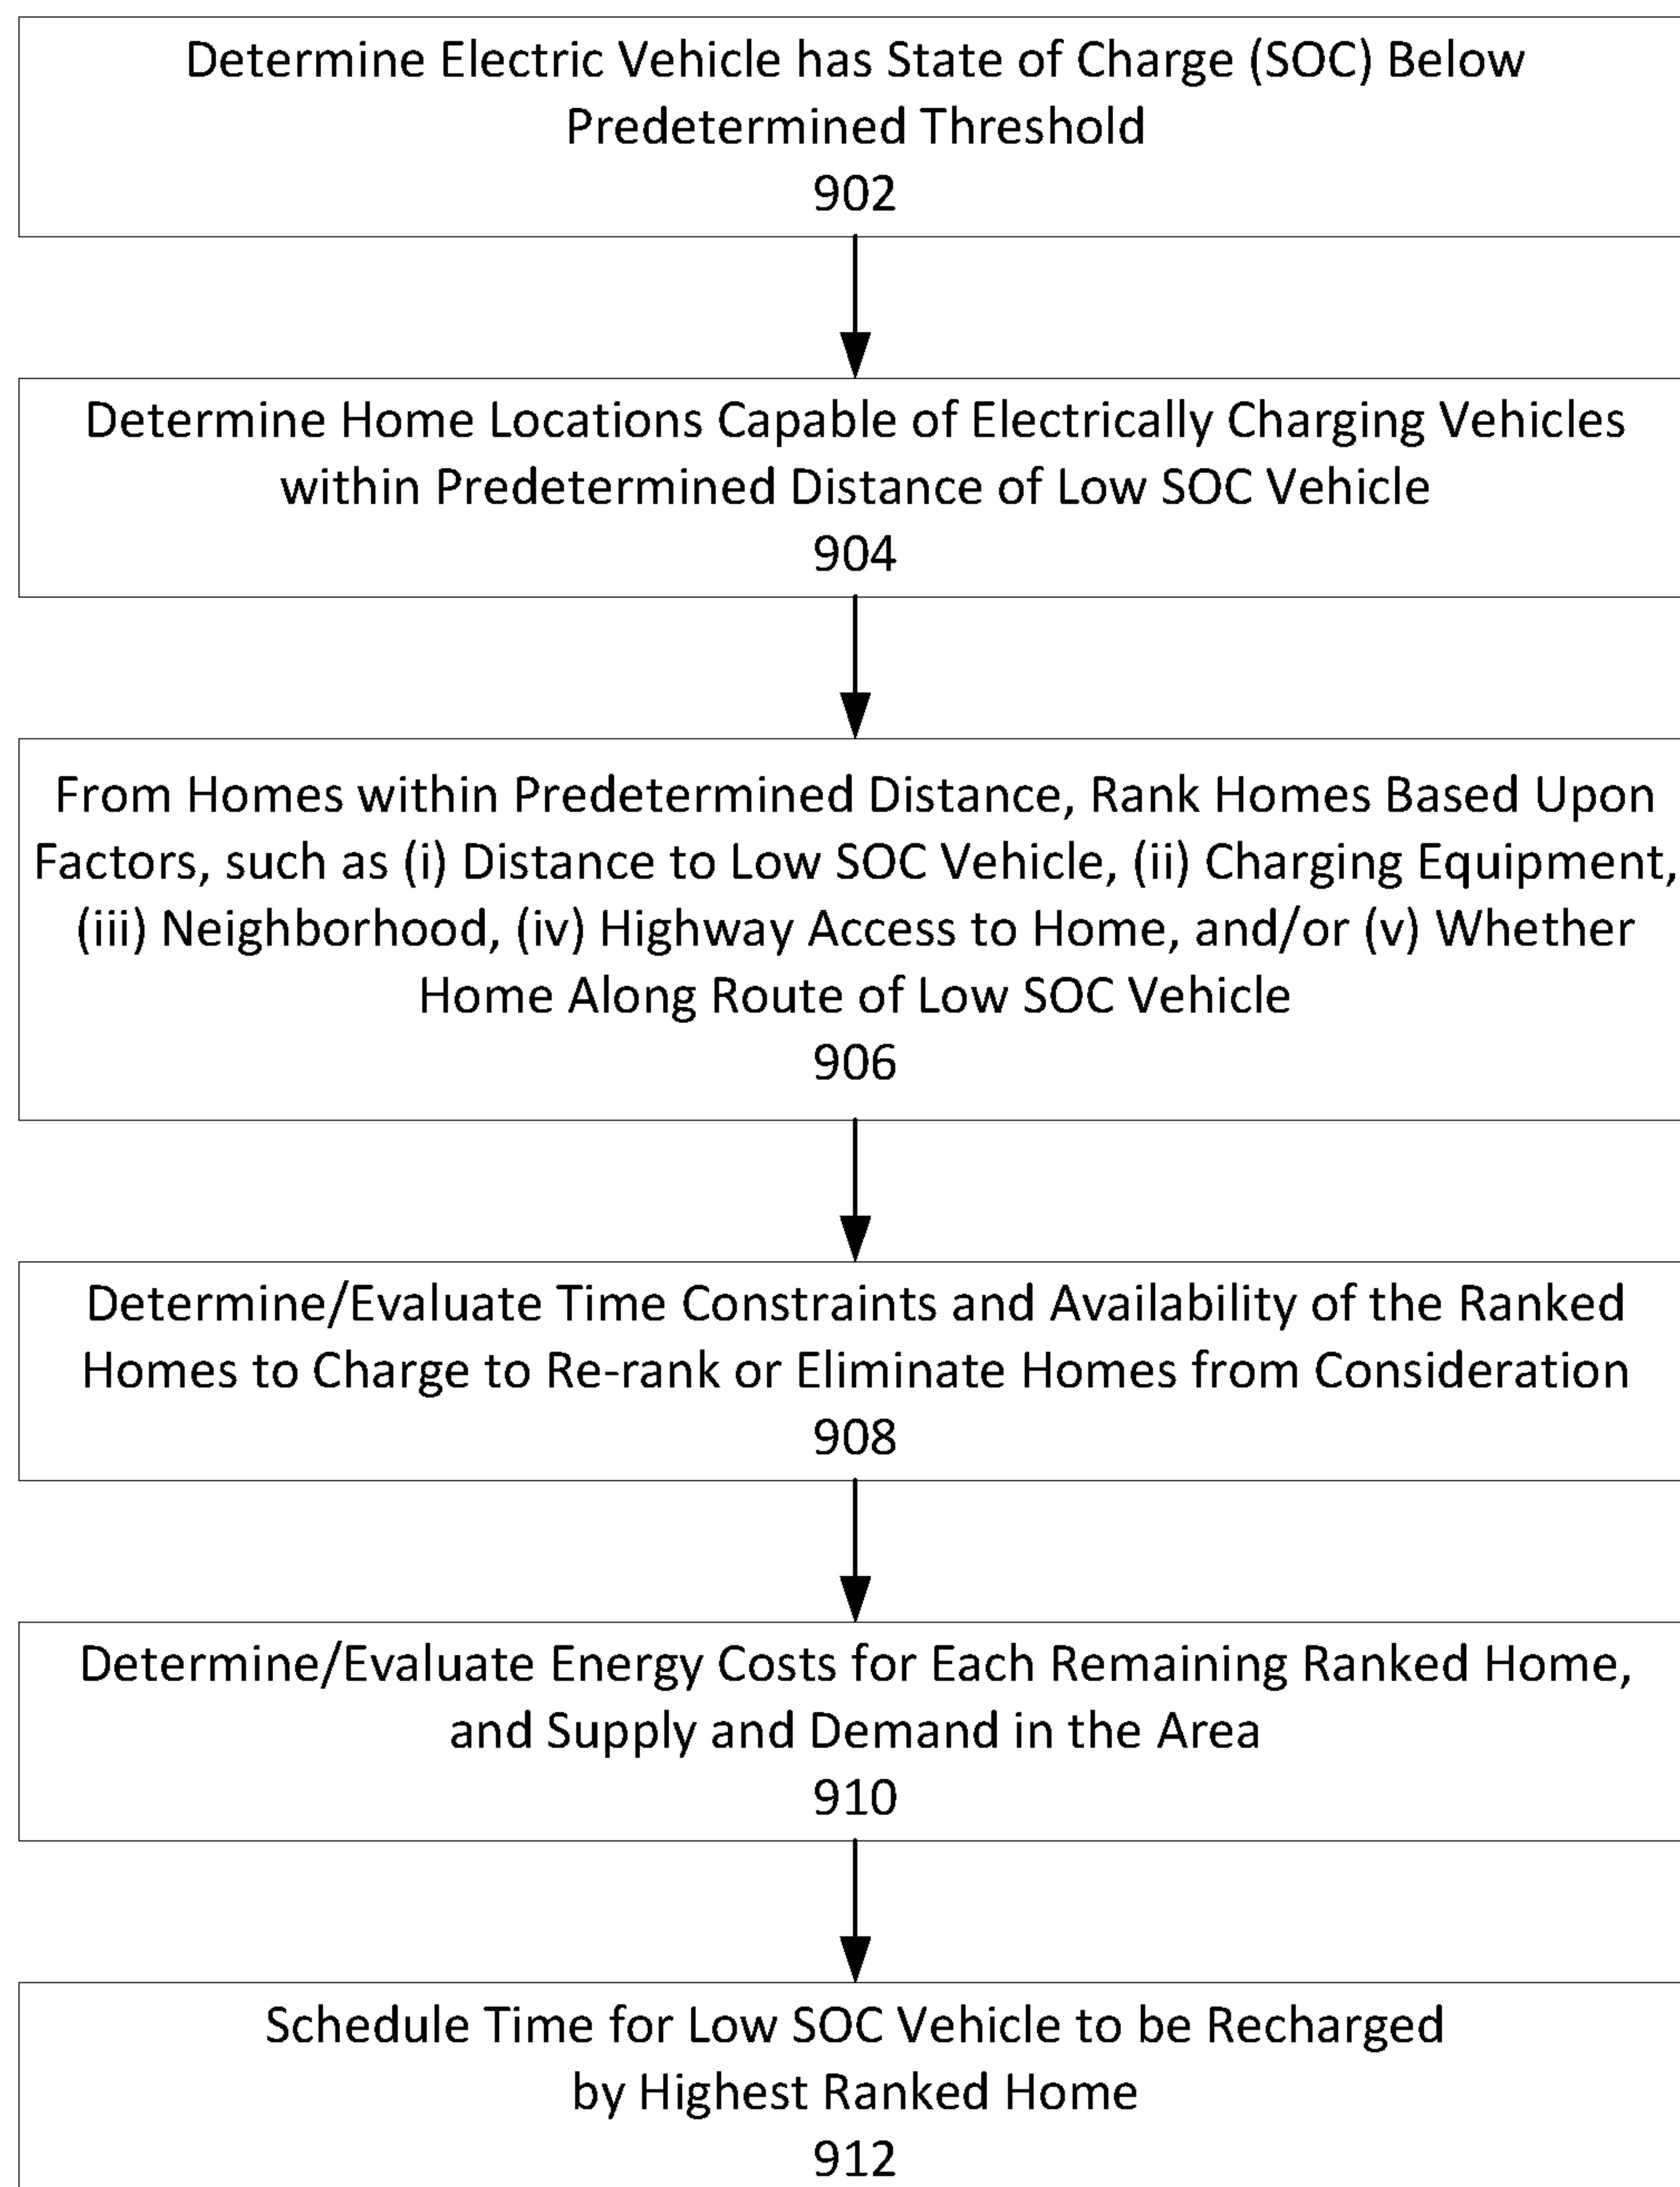 Determine Electric Vehicle has State of Charge (SOC) Below
Predetermined Threshold
902
Determine Home Locations Capable of Electrically Charging Vehicles
within Predetermined Distance of Low SOC Vehicle
904
From Homes within Predetermined Distance, Rank Homes Based Upon
Factors, such as (i) Distance to Low SOC Vehicle, (ii) Charging Equipment,
(iii) Neighborhood, (iv) Highway Access to Home, and/or (v) Whether
Home Along Route of Low SOC Vehicle
906
Determine/Evaluate Time Constraints and Availability of the Ranked
Homes to Charge to Re-rank or Eliminate Homes from Consideration
908
Determine/Evaluate Energy Costs for Each Remaining Ranked Home,
and Supply and Demand in the Area
910
Schedule Time for Low SOC Vehicle to be Recharged
by Highest Ranked Home
912